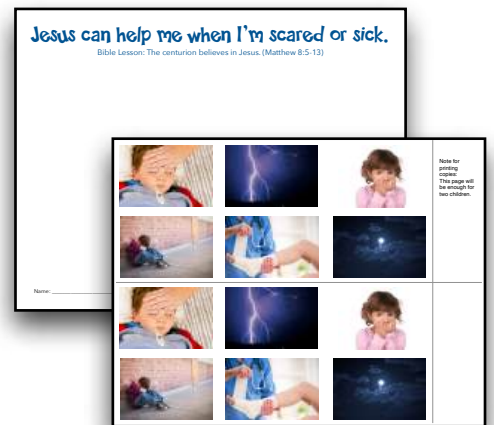 Jesus can help me when I'm scared or sick.
Bible Lesson: The centurion believes in Jesus. (Matthew 8:5-13)
Note for
printing
copies:
This page will
be enough for
two children.
Name: